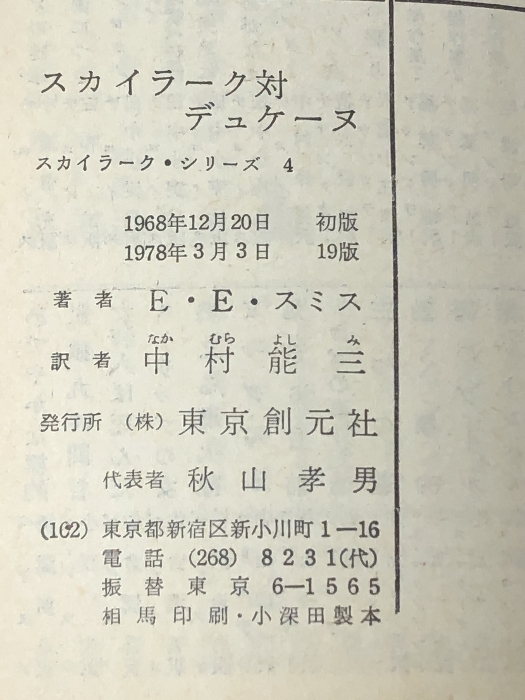 スカイラーク対
デュケーヌ
スカイラーク・シリーズ 4
1968年12月20日 初版
1978年3月3日 19版
著者 E・E・スミス
なか むら よし み
訳者 中村能三
発行所 (株) 東京創元社
代表者 秋山孝男
(162) 東京都新宿区新小川町1―16
電話 (268) 8231(代)
振替東京 6―1565
相馬印刷・小深田製本